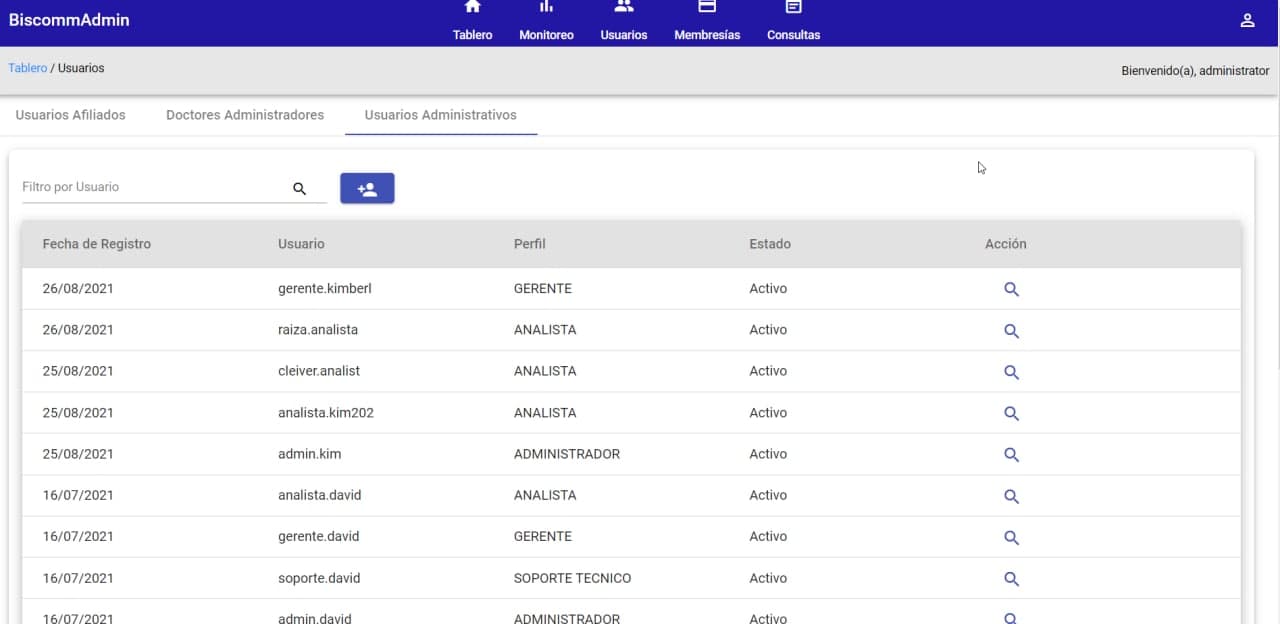 BiscommAdmin
Tablero Monitoreo Usuarios Membresías Consultas
Tablero / Usuarios
Bienvenido(a), administrator
Usuarios Afiliados Doctores Administradores Usuarios Administrativos
Filtro por Usuario
Fecha de Registro Usuario Perfil Estado Acción
26/08/2021 gerente.kimberl GERENTE Activo
26/08/2021 raiza.analista ANALISTA Activo
25/08/2021 cleiver.analist ANALISTA Activo
25/08/2021 analista.kim202 ANALISTA Activo
25/08/2021 admin.kim ADMINISTRADOR Activo
16/07/2021 analista.david ANALISTA Activo
16/07/2021 gerente.david GERENTE Activo
16/07/2021 soporte.david SOPORTE TECNICO Activo
16/07/2021 admin.david ADMINISTRADOR Activo